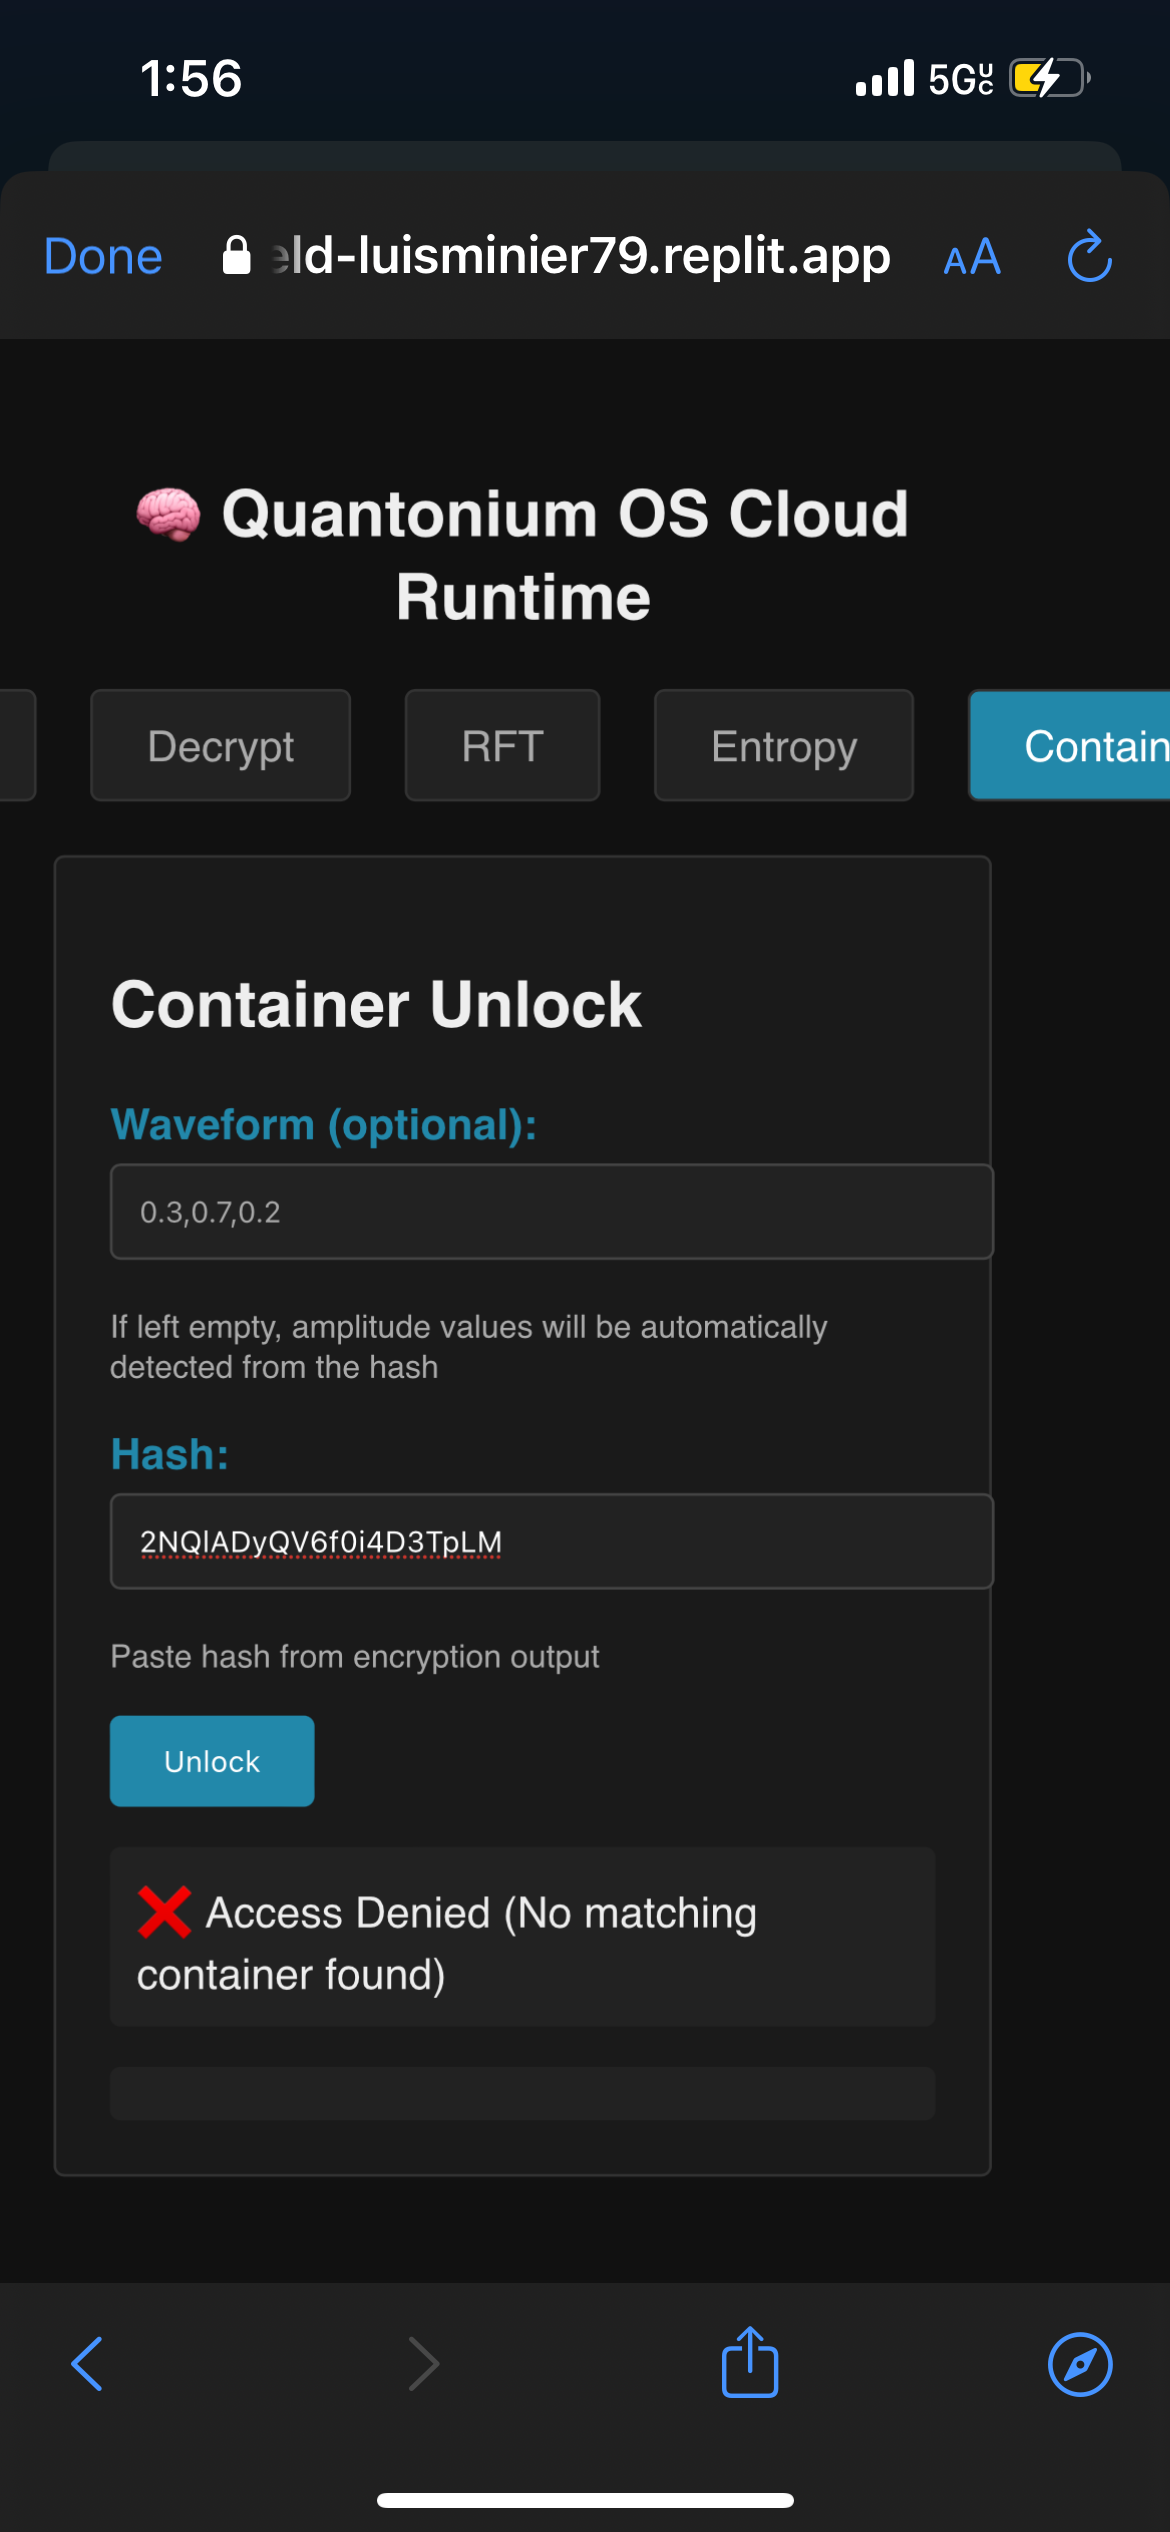 1:56
5G UC
Done
eld-luisminier79.replit.app
AA
🧠 Quantonium OS Cloud
Runtime
Decrypt
RFT
Entropy
Contain
Container Unlock
Waveform (optional):
0.3,0.7,0.2
If left empty, amplitude values will be automatically
detected from the hash
Hash:
2NQlADyQV6f0i4D3TpLM
Paste hash from encryption output
Unlock
❌ Access Denied (No matching
container found)